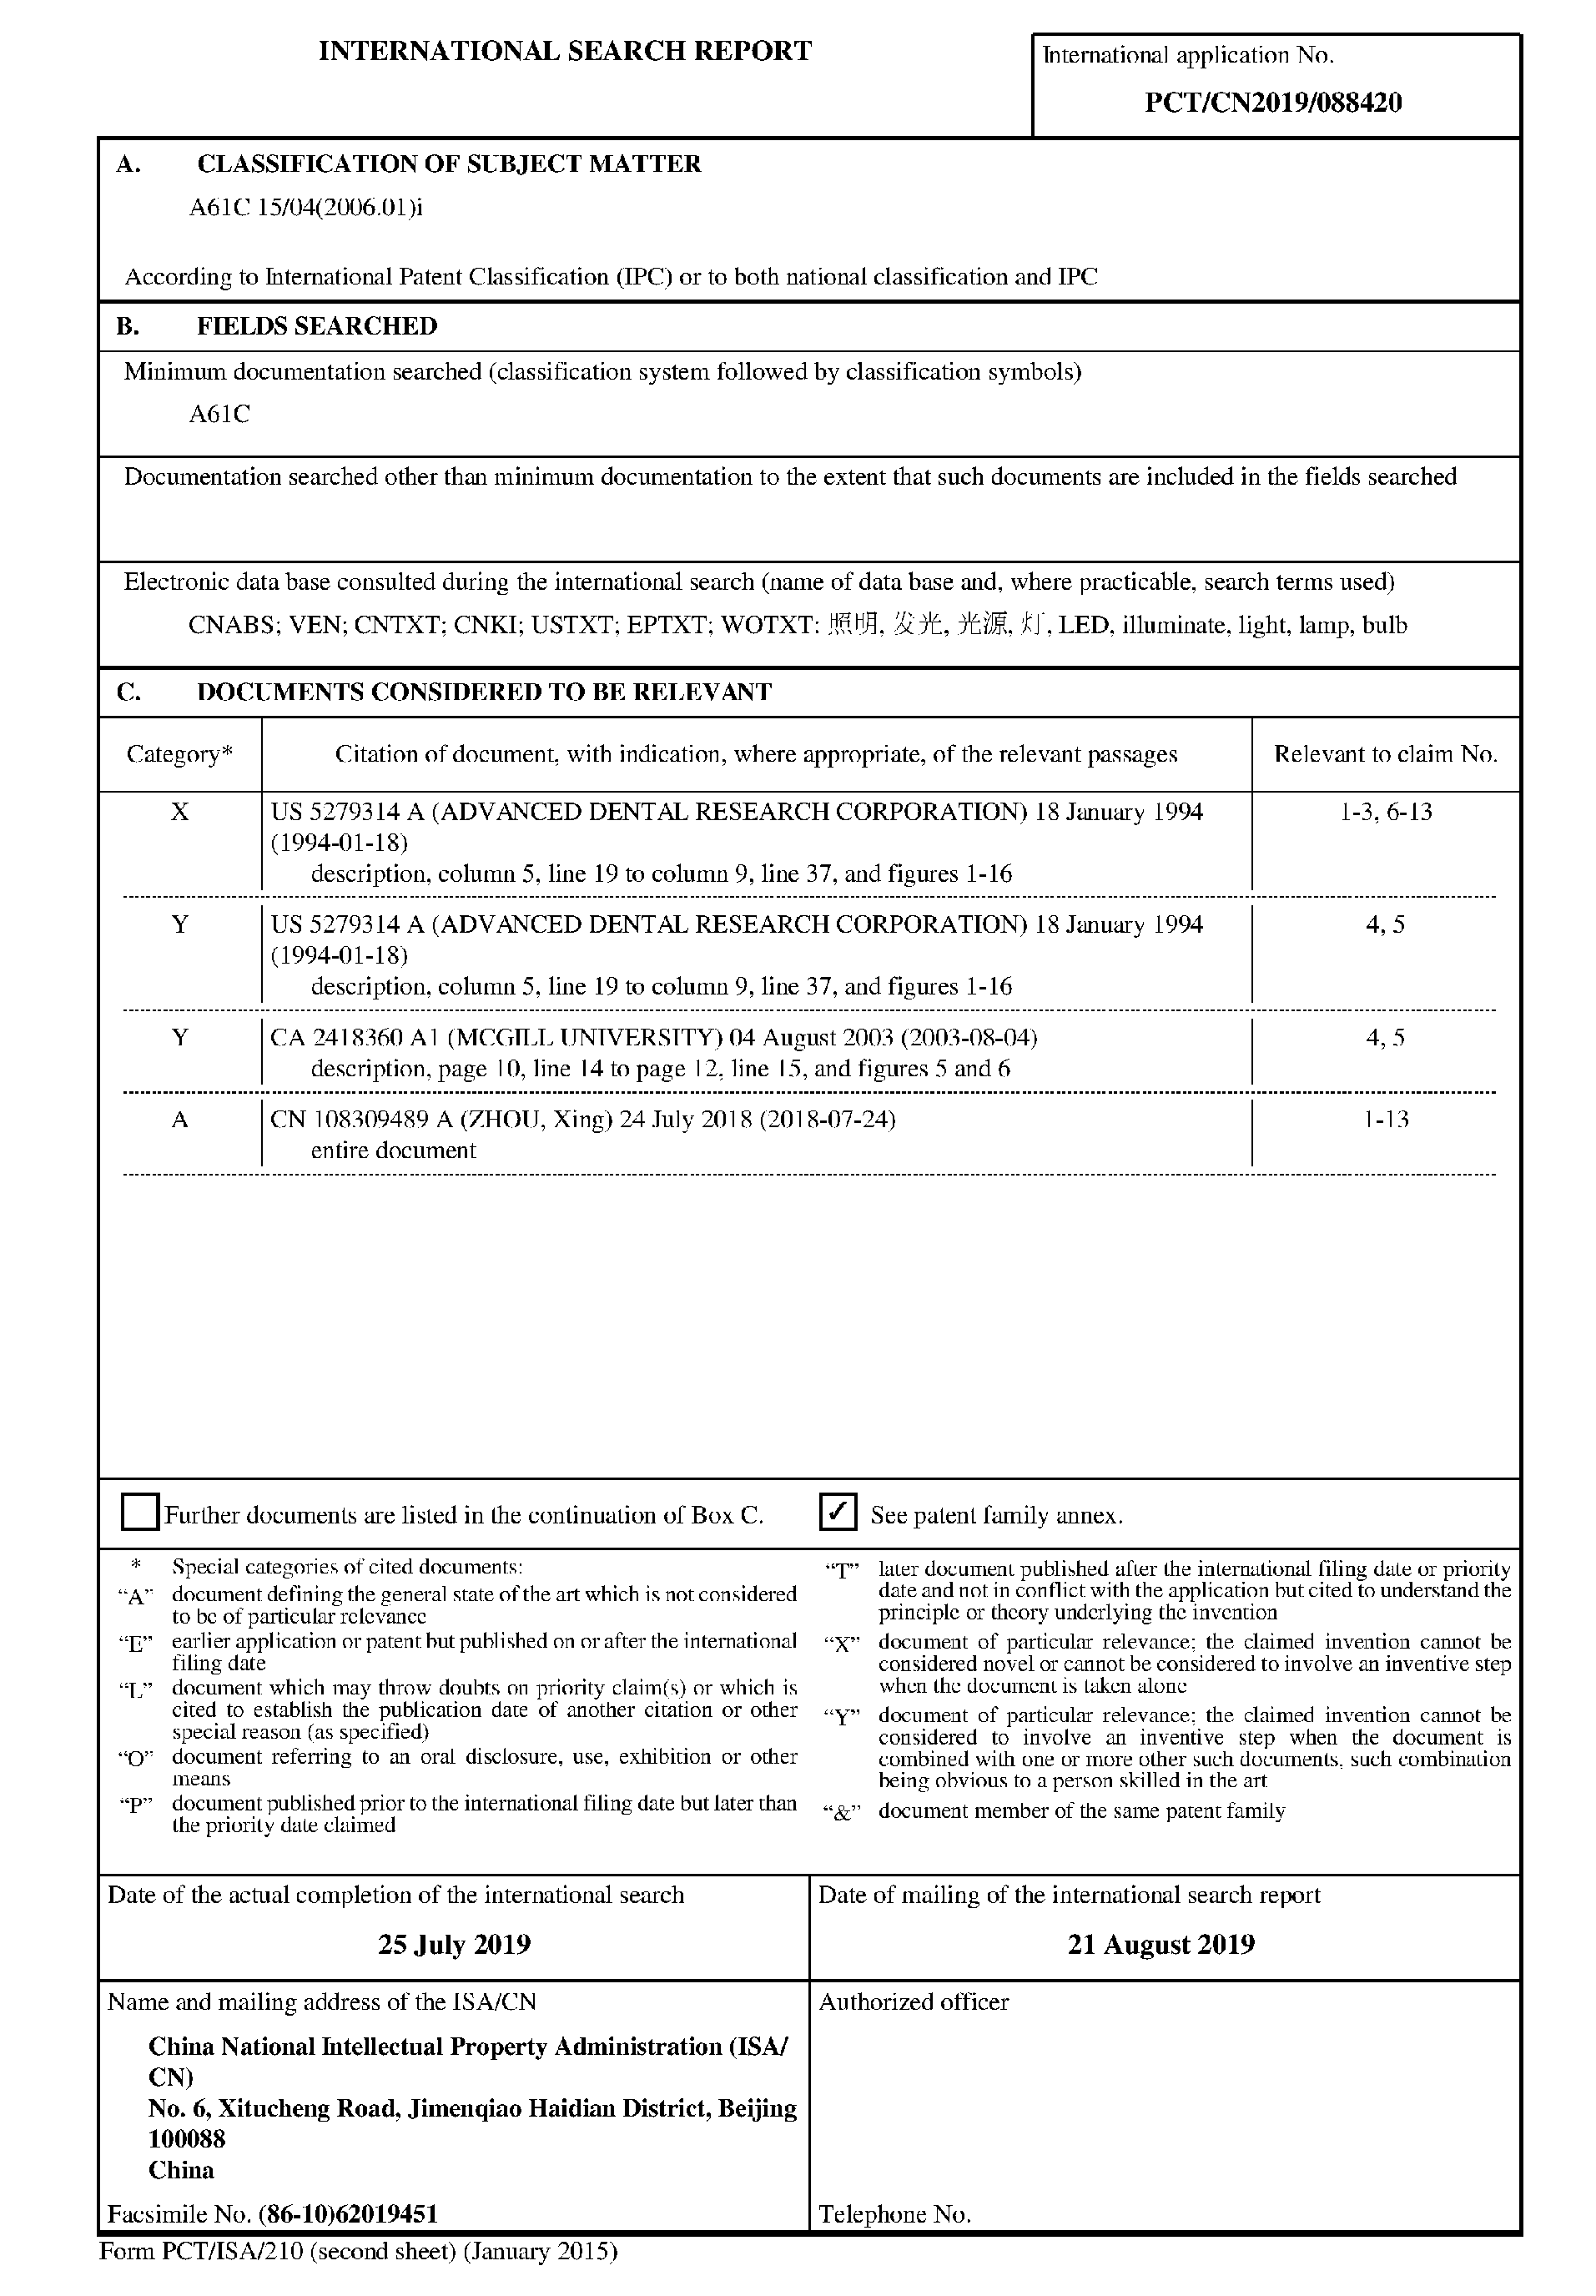 INTERNATIONAL SEARCH REPORT
International application No.
PCT/CN2019/088420
A. CLASSIFICATION OF SUBJECT MATTER
A61C 15/04(2006.01)i
According to International Patent Classification (IPC) or to both national classification and IPC
B. FIELDS SEARCHED
Minimum documentation searched (classification system followed by classification symbols)
A61C
Documentation searched other than minimum documentation to the extent that such documents are included in the fields searched
Electronic data base consulted during the international search (name of data base and, where practicable, search terms used)
CNABS; VEN; CNTXT; CNKI; USTXT; EPTXT; WOTXT: 照明, 发光, 光源, 灯, LED, illuminate, light, lamp, bulb
C. DOCUMENTS CONSIDERED TO BE RELEVANT
Category* Citation of document, with indication, where appropriate, of the relevant passages Relevant to claim No.
X US 5279314 A (ADVANCED DENTAL RESEARCH CORPORATION) 18 January 1994 1-3, 6-13
(1994-01-18)
description, column 5, line 19 to column 9, line 37, and figures 1-16
Y US 5279314 A (ADVANCED DENTAL RESEARCH CORPORATION) 18 January 1994 4, 5
(1994-01-18)
description, column 5, line 19 to column 9, line 37, and figures 1-16
Y CA 2418360 A1 (MCGILL UNIVERSITY) 04 August 2003 (2003-08-04) 4, 5
description, page 10, line 14 to page 12, line 15, and figures 5 and 6
A CN 108309489 A (ZHOU, Xing) 24 July 2018 (2018-07-24) 1-13
entire document
Further documents are listed in the continuation of Box C.
✓ See patent family annex.
* Special categories of cited documents:
“A” document defining the general state of the art which is not considered
to be of particular relevance
“E” earlier application or patent but published on or after the international
filing date
“L” document which may throw doubts on priority claim(s) or which is
cited to establish the publication date of another citation or other
special reason (as specified)
“O” document referring to an oral disclosure, use, exhibition or other
means
“P” document published prior to the international filing date but later than
the priority date claimed
“T” later document published after the international filing date or priority
date and not in conflict with the application but cited to understand the
principle or theory underlying the invention
“X” document of particular relevance; the claimed invention cannot be
considered novel or cannot be considered to involve an inventive step
when the document is taken alone
“Y” document of particular relevance; the claimed invention cannot be
considered to involve an inventive step when the document is
combined with one or more other such documents, such combination
being obvious to a person skilled in the art
“&” document member of the same patent family
Date of the actual completion of the international search
25 July 2019
Date of mailing of the international search report
21 August 2019
Name and mailing address of the ISA/CN
China National Intellectual Property Administration (ISA/
CN)
No. 6, Xitucheng Road, Jimenqiao Haidian District, Beijing
100088
China
Facsimile No. (86-10)62019451
Authorized officer
Telephone No.
Form PCT/ISA/210 (second sheet) (January 2015)